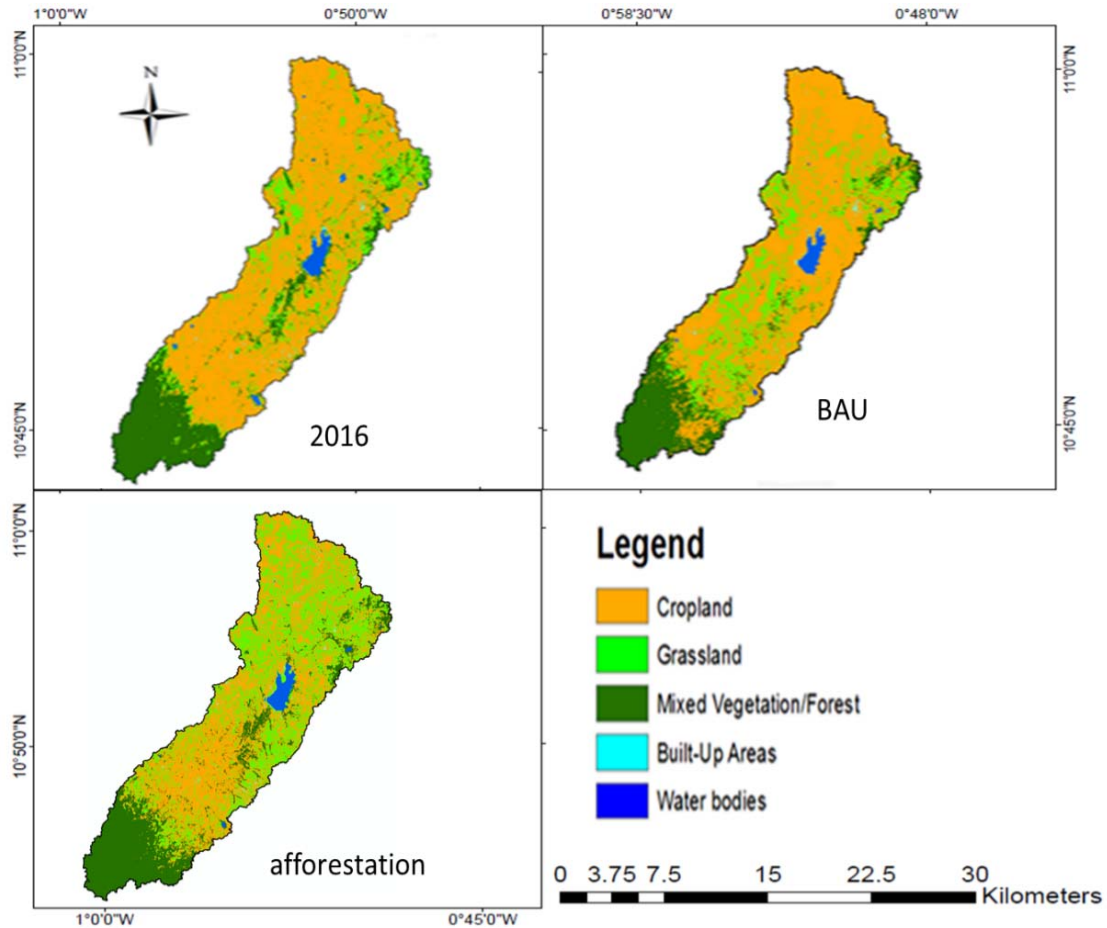 1°0'0"W 0°50'0"W
0°58'30"W 0°48'0"W
11°0'0"N
N
10°45'0"N
2016
11°0'0"N
10°45'0"N
BAU
11°0'0"N
10°50'0"N
afforestation
1°0'0"W 0°45'0"W
Legend
Cropland
Grassland
Mixed Vegetation/Forest
Built-Up Areas
Water bodies
0 3.75 7.5 15 22.5 30
Kilometers